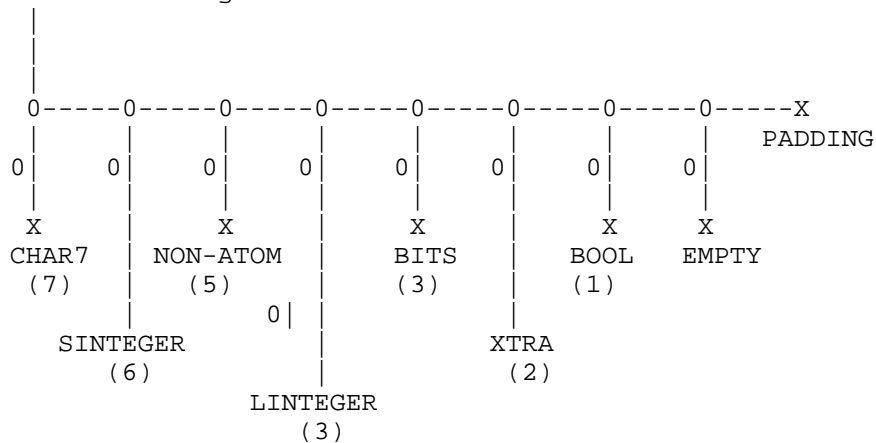 g
0-----0-----0-----0-----0-----0-----0-----0-----X
PADDING
0| 0| 0| 0| 0| 0| 0| 0|
X X X X X
CHAR7 NON-ATOM BITS BOOL EMPTY
(7) (5) (3) (1)
0|
SINTEGER XTRA
(6) (2)
LINTEGER
(3)